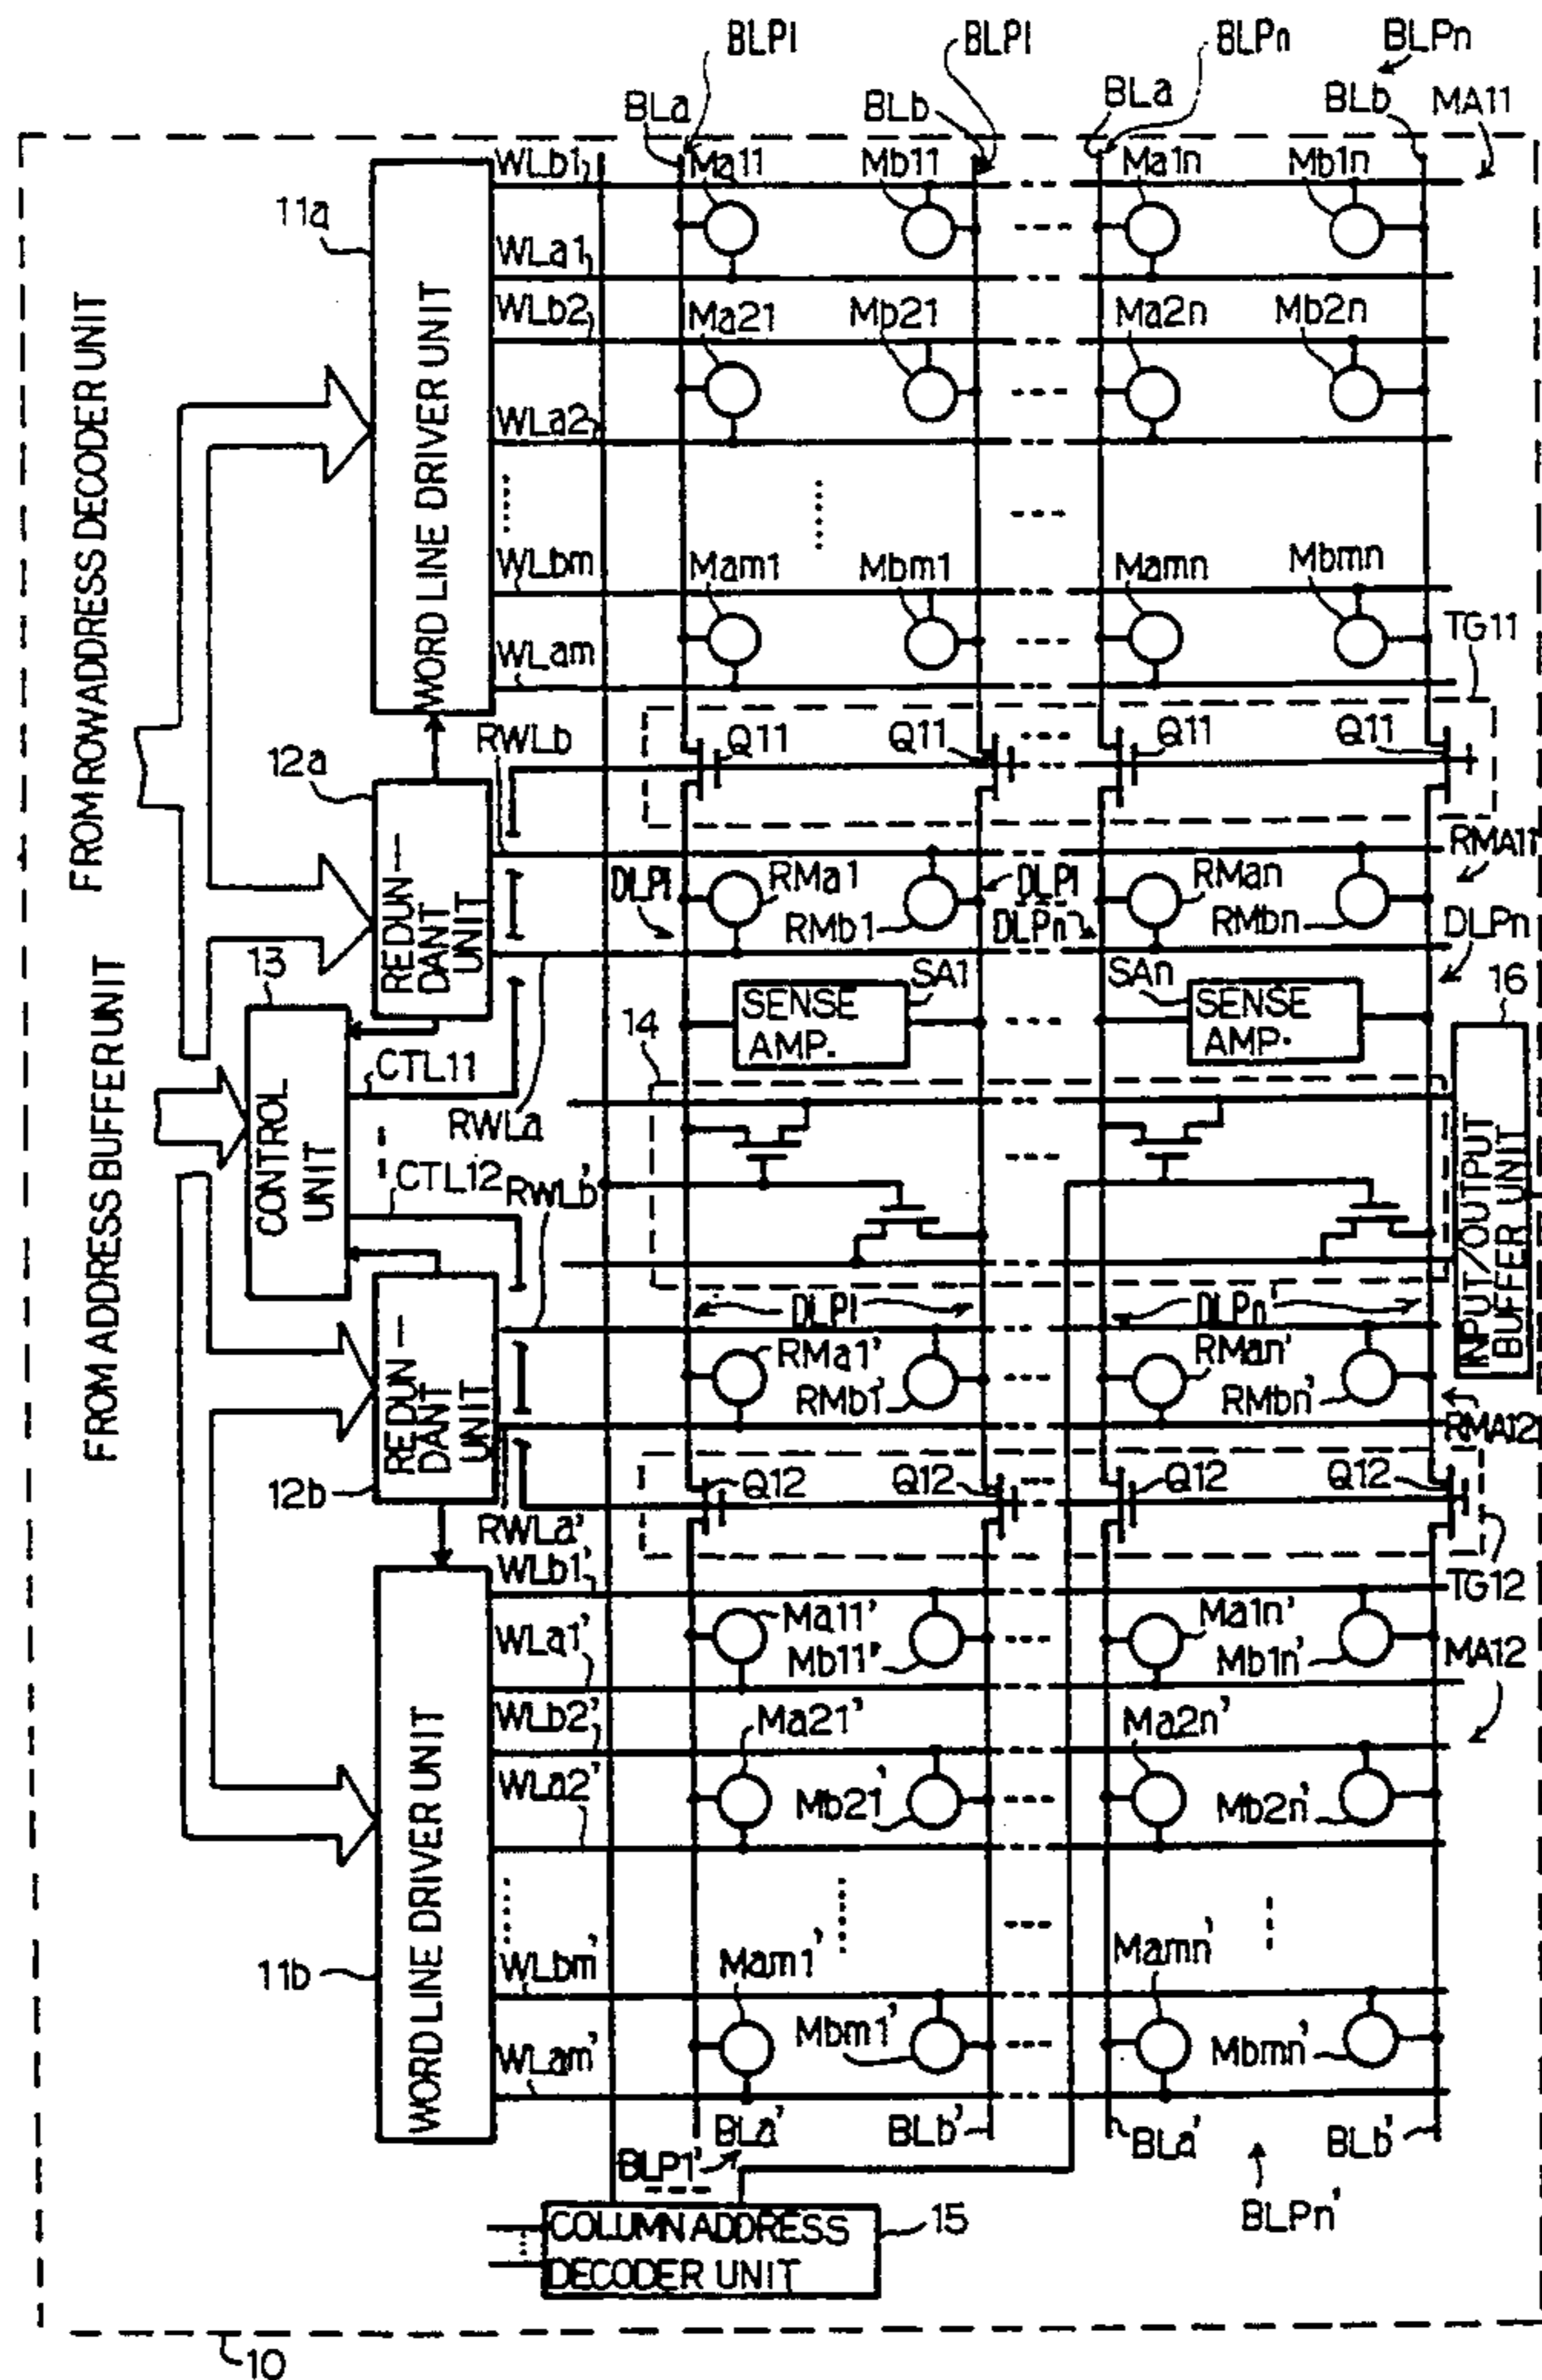 BLP1
BLP1
BLPn
BLPn
BLa
BLb
BLa
BLb
MA11
WLb1
Ma11
Mb11
Ma1n
Mb1n
11a
WLa1
WORD LINE DRIVER UNIT
WLb2
Ma21
Mb21
Ma2n
Mb2n
WLa2
FROM ROW ADDRESS DECODER UNIT
WLbm
Mam1
Mbm1
Mamn
Mbmn
WLam
TG11
RWLb
Q11
Q11
Q11
Q11
12a
REDUN-
DANT
UNIT
RMA11
DLP1
RMa1
DLP1
RMan
RMb1
DLPn
RMbn
DLPn
13
SA1
SAn
16
SENSE
AMP.
SENSE
AMP.
14
CONTROL
UNIT
CTL11
RWLa
FROM ADDRESS BUFFER UNIT
CTL12
RWLb'
INPUT/OUTPUT
BUFFER UNIT
DLP1
DLPn'
REDUN-
DANT
UNIT
RMa1'
RMan'
RMb1'
RMbn'
RMA12
12b
Q12
Q12
Q12
Q12
RWLa'
WLb1'
TG12
Ma11'
Ma1n'
WLa1'
Mb11'
Mb1n'
MA12
WORD LINE DRIVER UNIT
WLb2'
Ma21'
Ma2n'
WLa2'
Mb21'
Mb2n'
11b
WLbm'
Mam1'
Mamn'
Mbm1'
Mbmn'
WLam'
BLa'
BLb'
BLa'
BLb'
BLP1'
BLPn'
COLUMN ADDRESS
DECODER UNIT
15
10